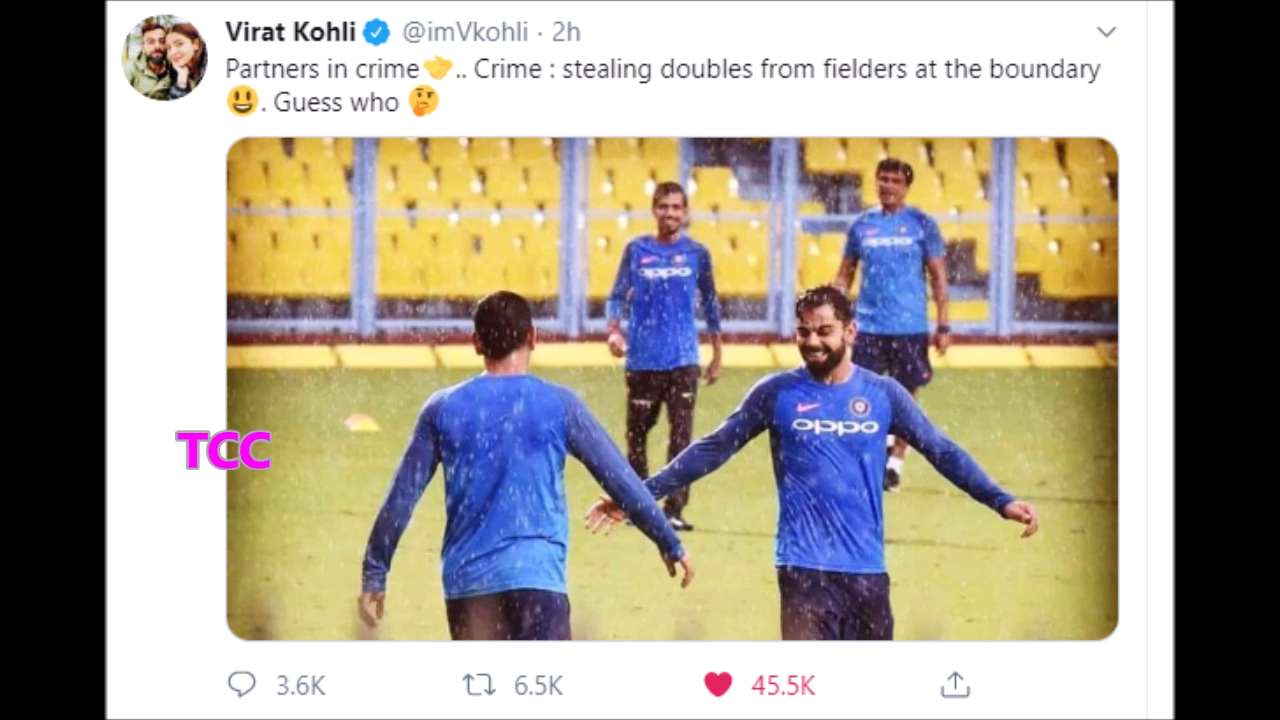 Virat Kohli @imVkohli · 2h
Partners in crime🤝.. Crime : stealing doubles from fielders at the boundary
😃. Guess who 🤔
oppo
oppo
oppo
TCC
3.6K 6.5K 45.5K